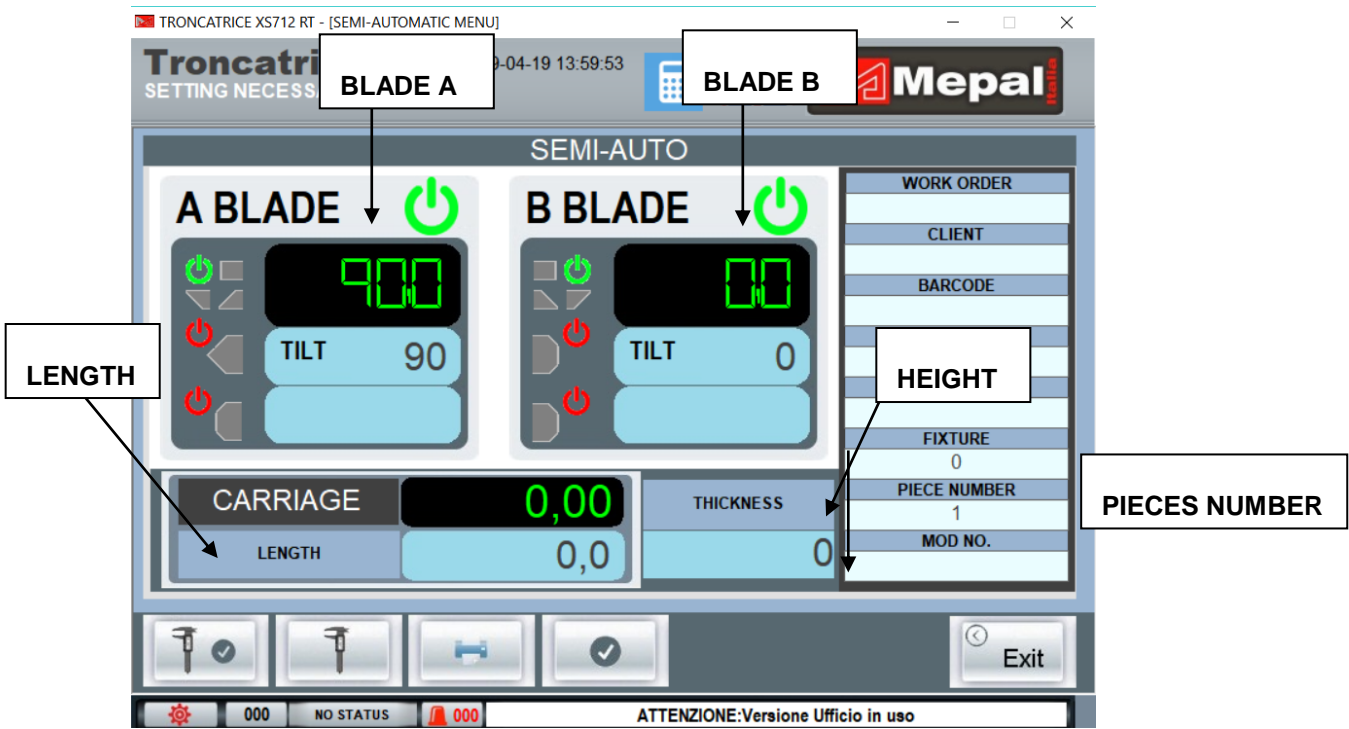 TRONCATRICE XS712 RT - [SEMI-AUTOMATIC MENU]
Troncatri
-04-19 13:59:53
SETTING NECESS
BLADE A
BLADE B
Mepal
Italia
SEMI-AUTO
A BLADE
B BLADE
90.0
0.0
TILT 90
TILT 0
WORK ORDER
CLIENT
BARCODE
LENGTH
HEIGHT
FIXTURE
0
PIECE NUMBER
1
MOD NO.
PIECES NUMBER
CARRIAGE 0,00
THICKNESS
LENGTH 0,0
0
Exit
000
NO STATUS
000
ATTENZIONE:Versione Ufficio in uso